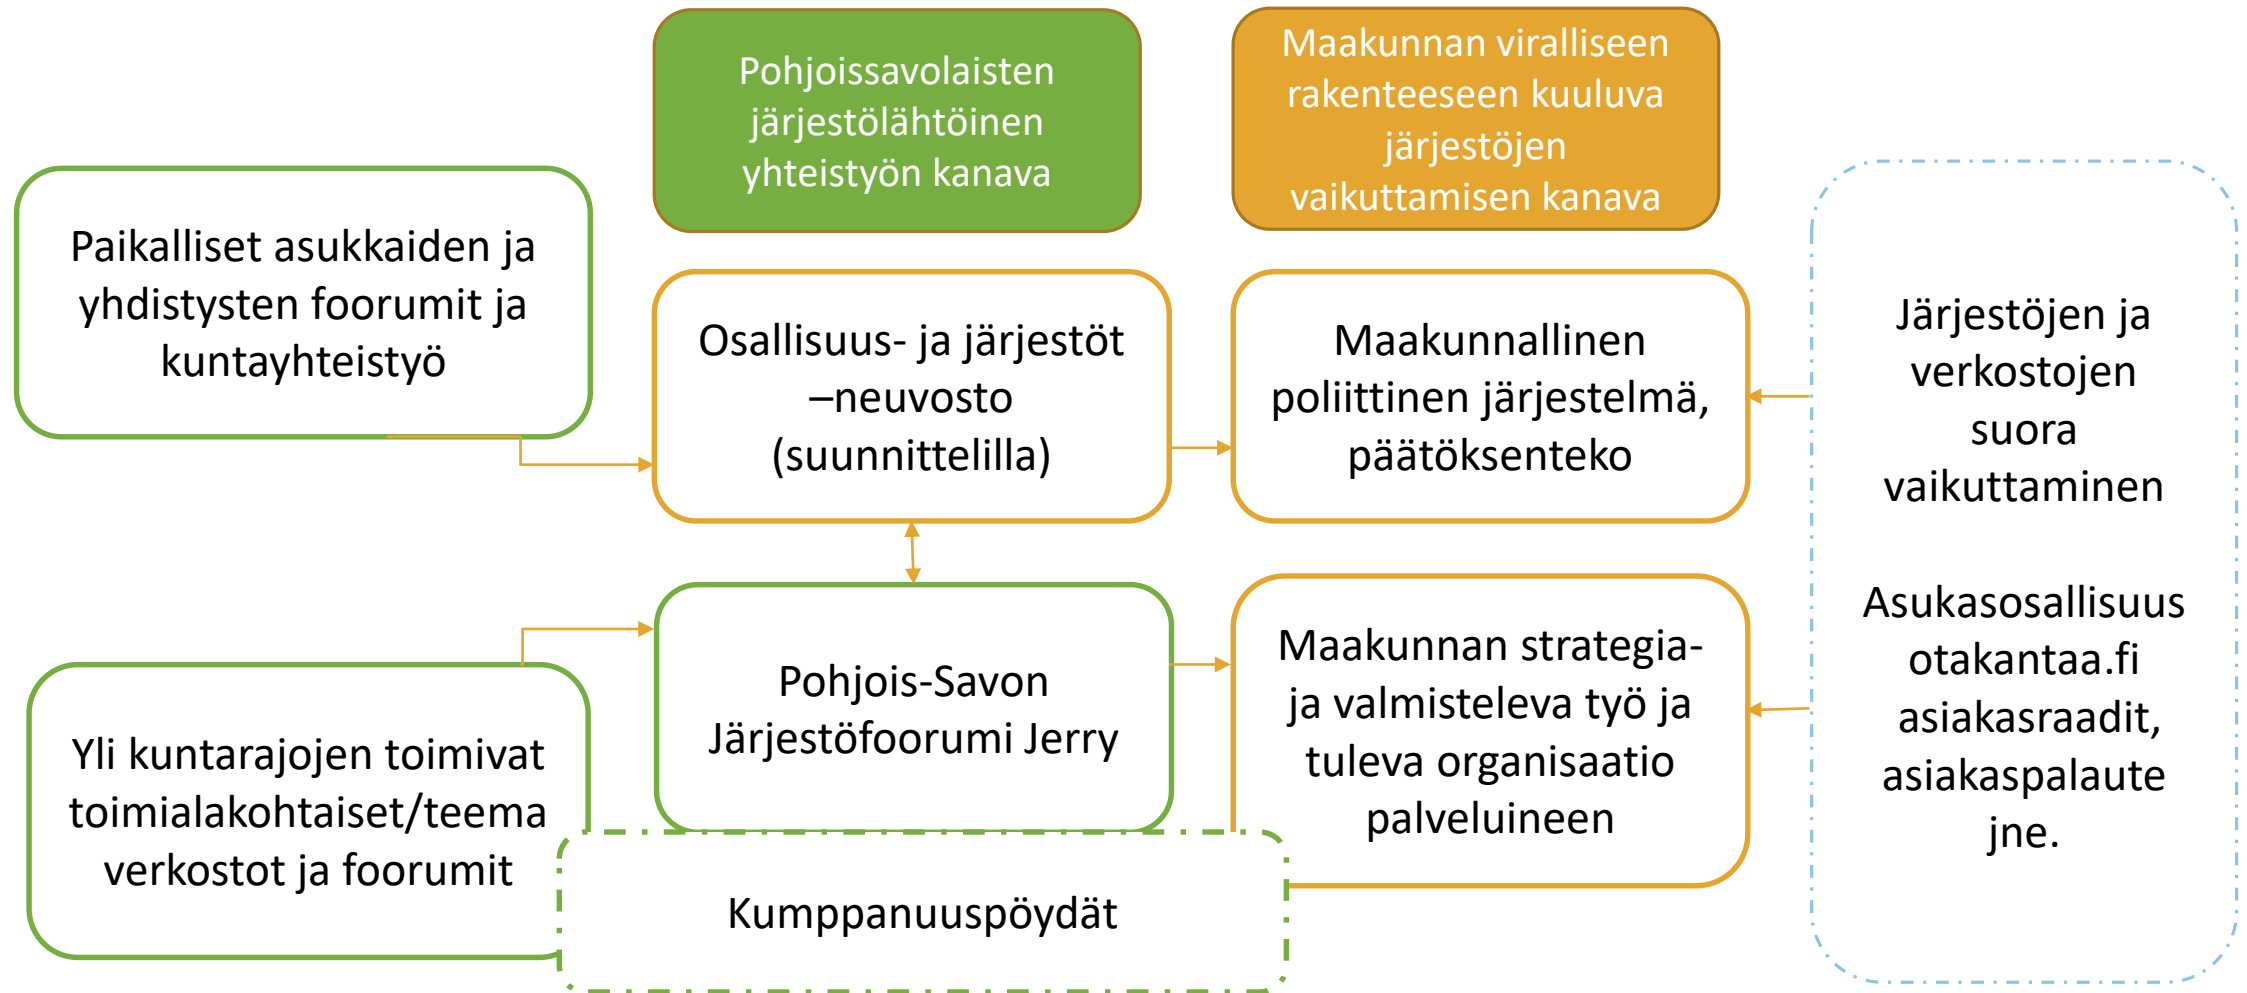 Pohjoissavolaisten
järjestölähtöinen
yhteistyön kanava
Maakunnan viralliseen
rakenteeseen kuuluva
järjestöjen
vaikuttamisen kanava
Paikalliset asukkaiden ja
yhdistysten foorumit ja
kuntayhteistyö
Osallisuus- ja järjestöt
–neuvosto
(suunnittelilla)
Maakunnallinen
poliittinen järjestelmä,
päätöksenteko
Järjestöjen ja
verkostojen
suora
vaikuttaminen
Asukasosallisuus
otakantaa.fi
asiakasraadit,
asiakaspalaute
jne.
Yli kuntarajojen toimivat
toimialakohtaiset/teema
verkostot ja foorumit
Pohjois-Savon
Järjestöfoorumi Jerry
Maakunnan strategia-
ja valmisteleva työ ja
tuleva organisaatio
palveluineen
Kumppanuuspöydät